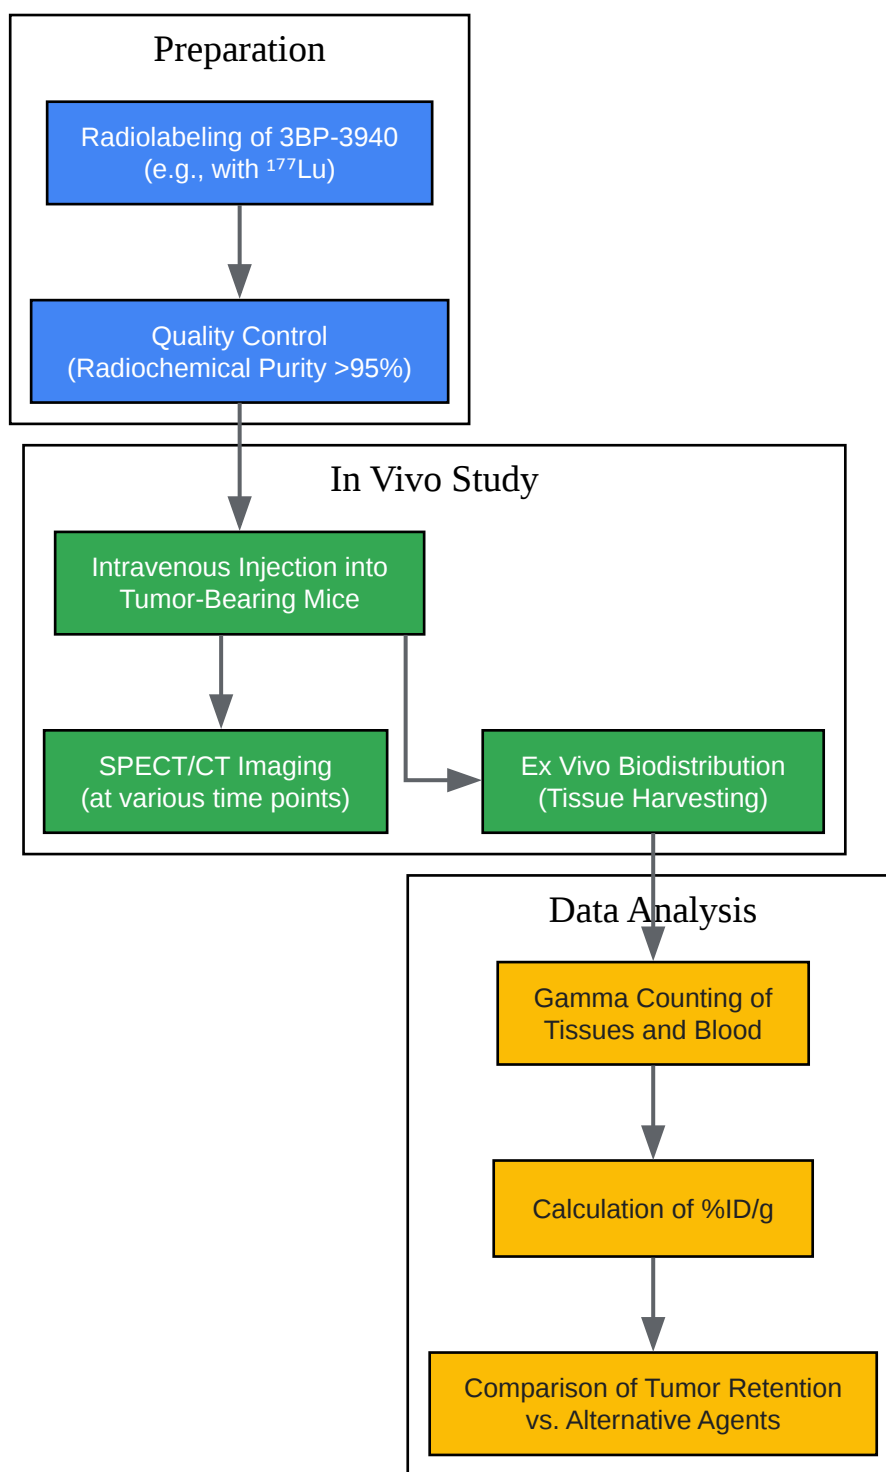 Preparation
Radiolabeling of 3BP-3940
(e.g., with ¹⁷⁷Lu)
Quality Control
(Radiochemical Purity >95%)
In Vivo Study
Intravenous Injection into
Tumor-Bearing Mice
SPECT/CT Imaging
(at various time points)
Ex Vivo Biodistribution
(Tissue Harvesting)
Data Analysis
Gamma Counting of
Tissues and Blood
Calculation of %ID/g
Comparison of Tumor Retention
vs. Alternative Agents